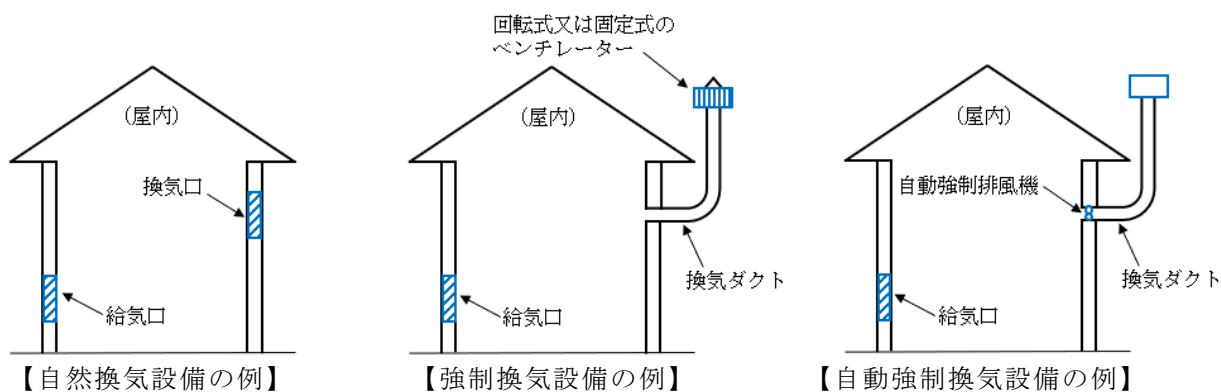 (屋内)
換気口
給気口
【自然換気設備の例】
回転式又は固定式の
ベンチレーター
(屋内)
換気ダクト
給気口
【強制換気設備の例】
(屋内)
自動強制排風機
換気ダクト
給気口
【自動強制換気設備の例】